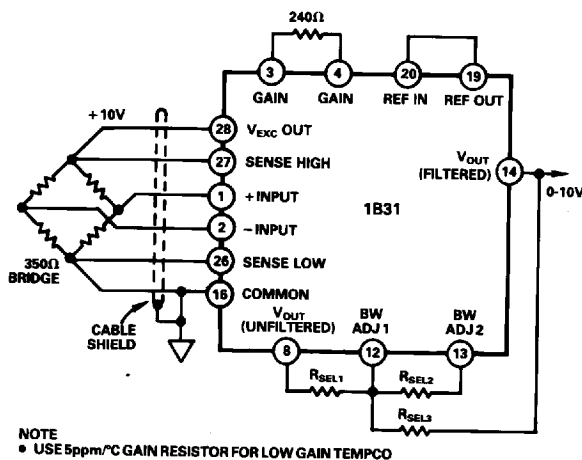 240Ω
3
4
20
19
GAIN
GAIN
REF IN
REF OUT
+10V
28
VEXC OUT
27
SENSE HIGH
VOUT
(FILTERED)
14
0-10V
1
+INPUT
1B31
2
−INPUT
350Ω
BRIDGE
26
SENSE LOW
16
COMMON
CABLE
SHIELD
VOUT
(UNFILTERED)
BW
ADJ 1
BW
ADJ 2
8
12
13
RSEL1
RSEL2
RSEL3
NOTE
• USE 5ppm/°C GAIN RESISTOR FOR LOW GAIN TEMPCO